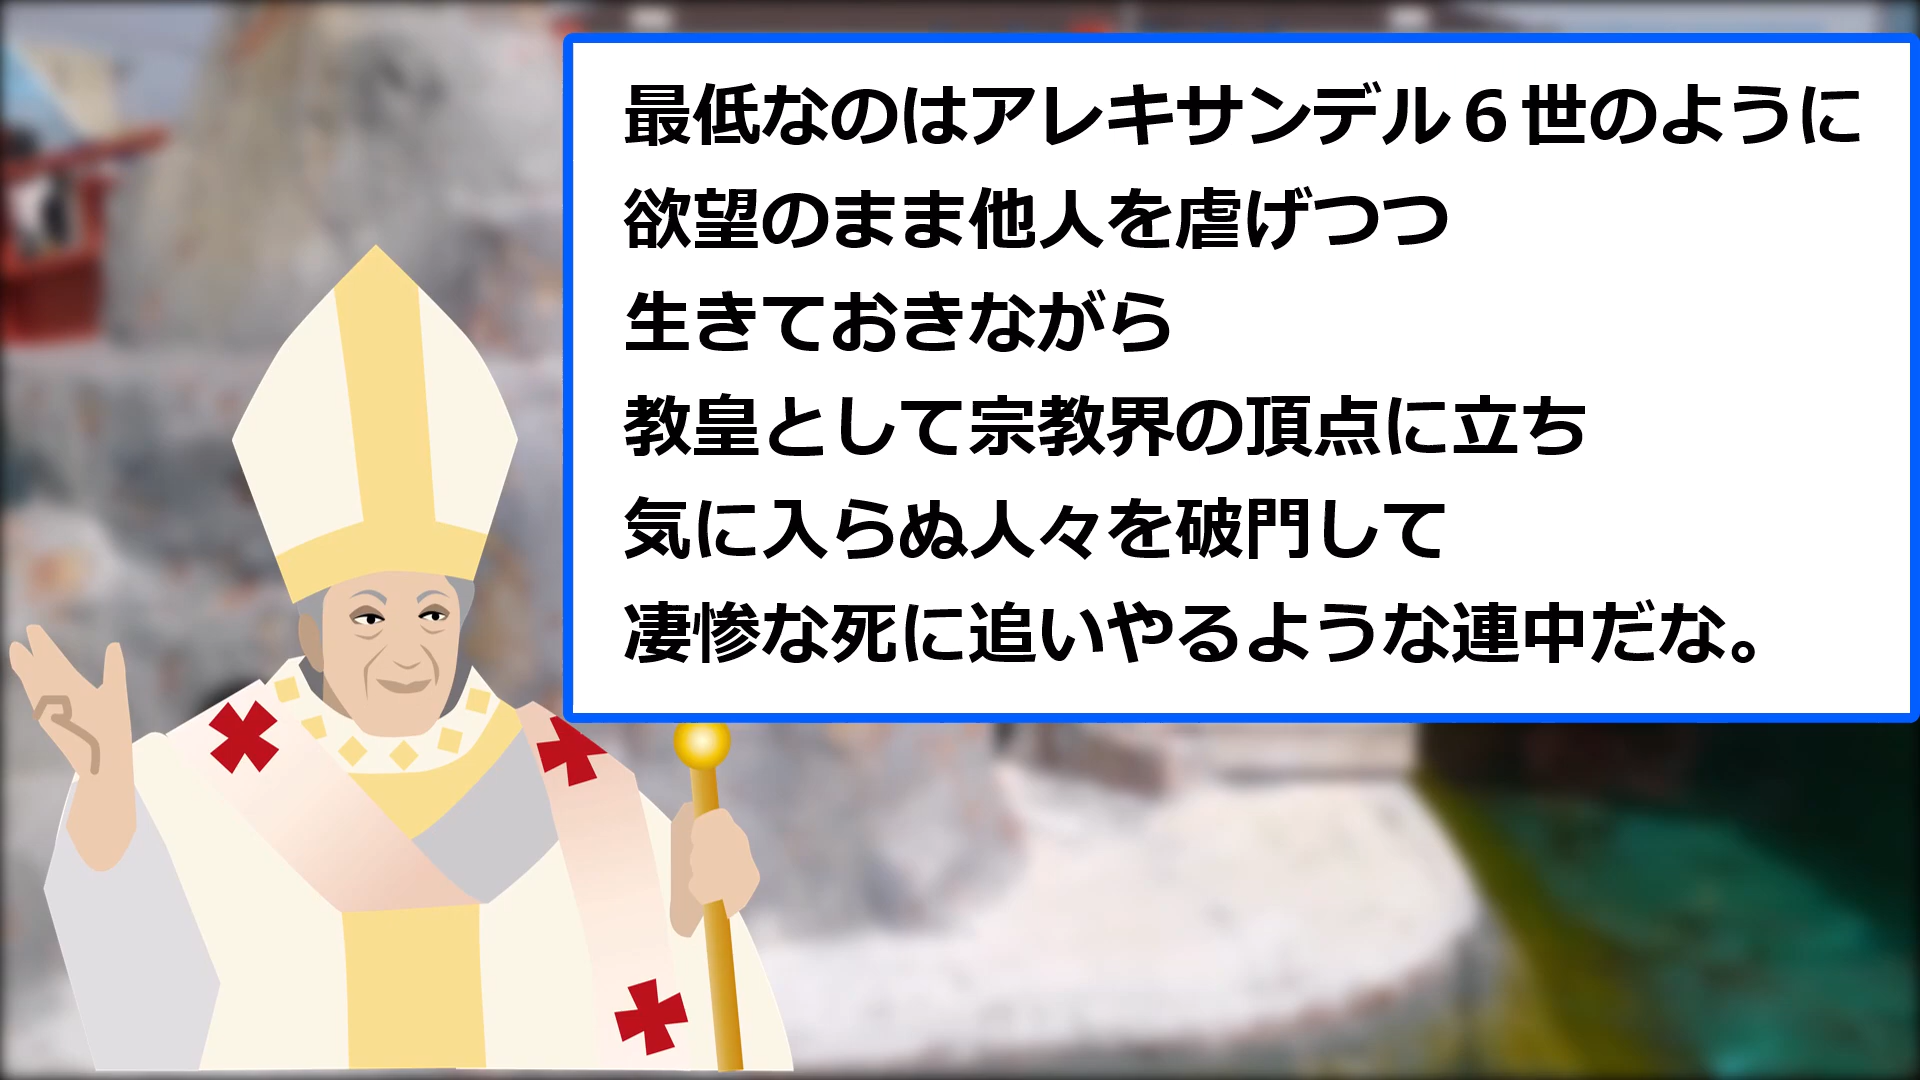 最低なのはアレキサンデル６世のように
欲望のまま他人を虐げつつ
生きておきながら
教皇として宗教界の頂点に立ち
気に入らぬ人々を破門して
凄惨な死に追いやるような連中だな。